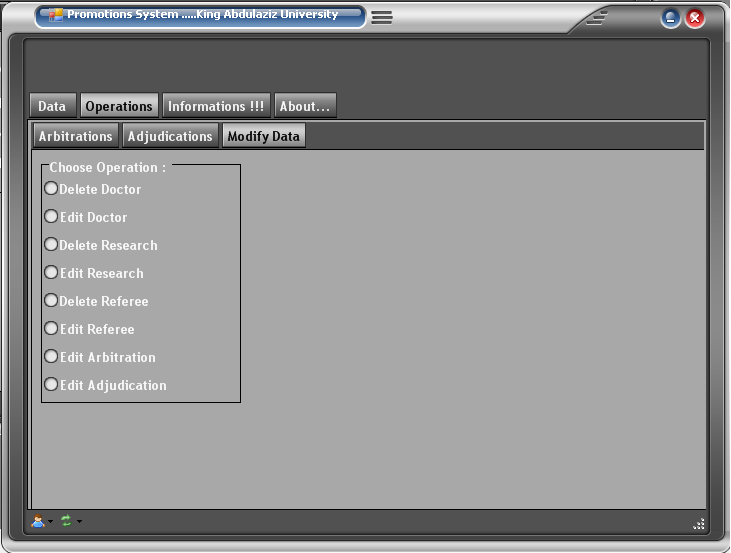 Promotions System .....King Abdulaziz University
Data Operations Informations !!! About...
Arbitrations Adjudications Modify Data
Choose Operation :
Delete Doctor
Edit Doctor
Delete Research
Edit Research
Delete Referee
Edit Referee
Edit Arbitration
Edit Adjudication